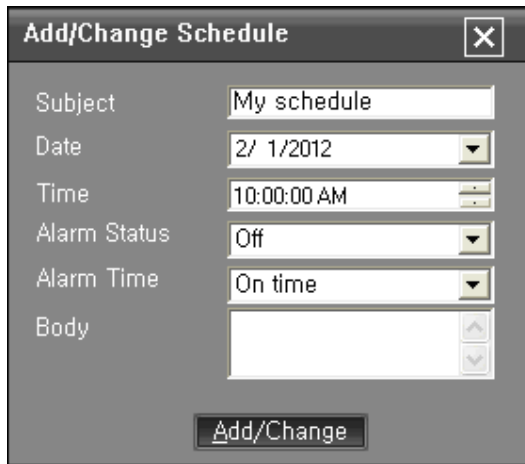 Add/Change Schedule
Subject My schedule
Date 2/ 1/2012
Time 10:00:00 AM
Alarm Status Off
Alarm Time On time
Body
Add/Change